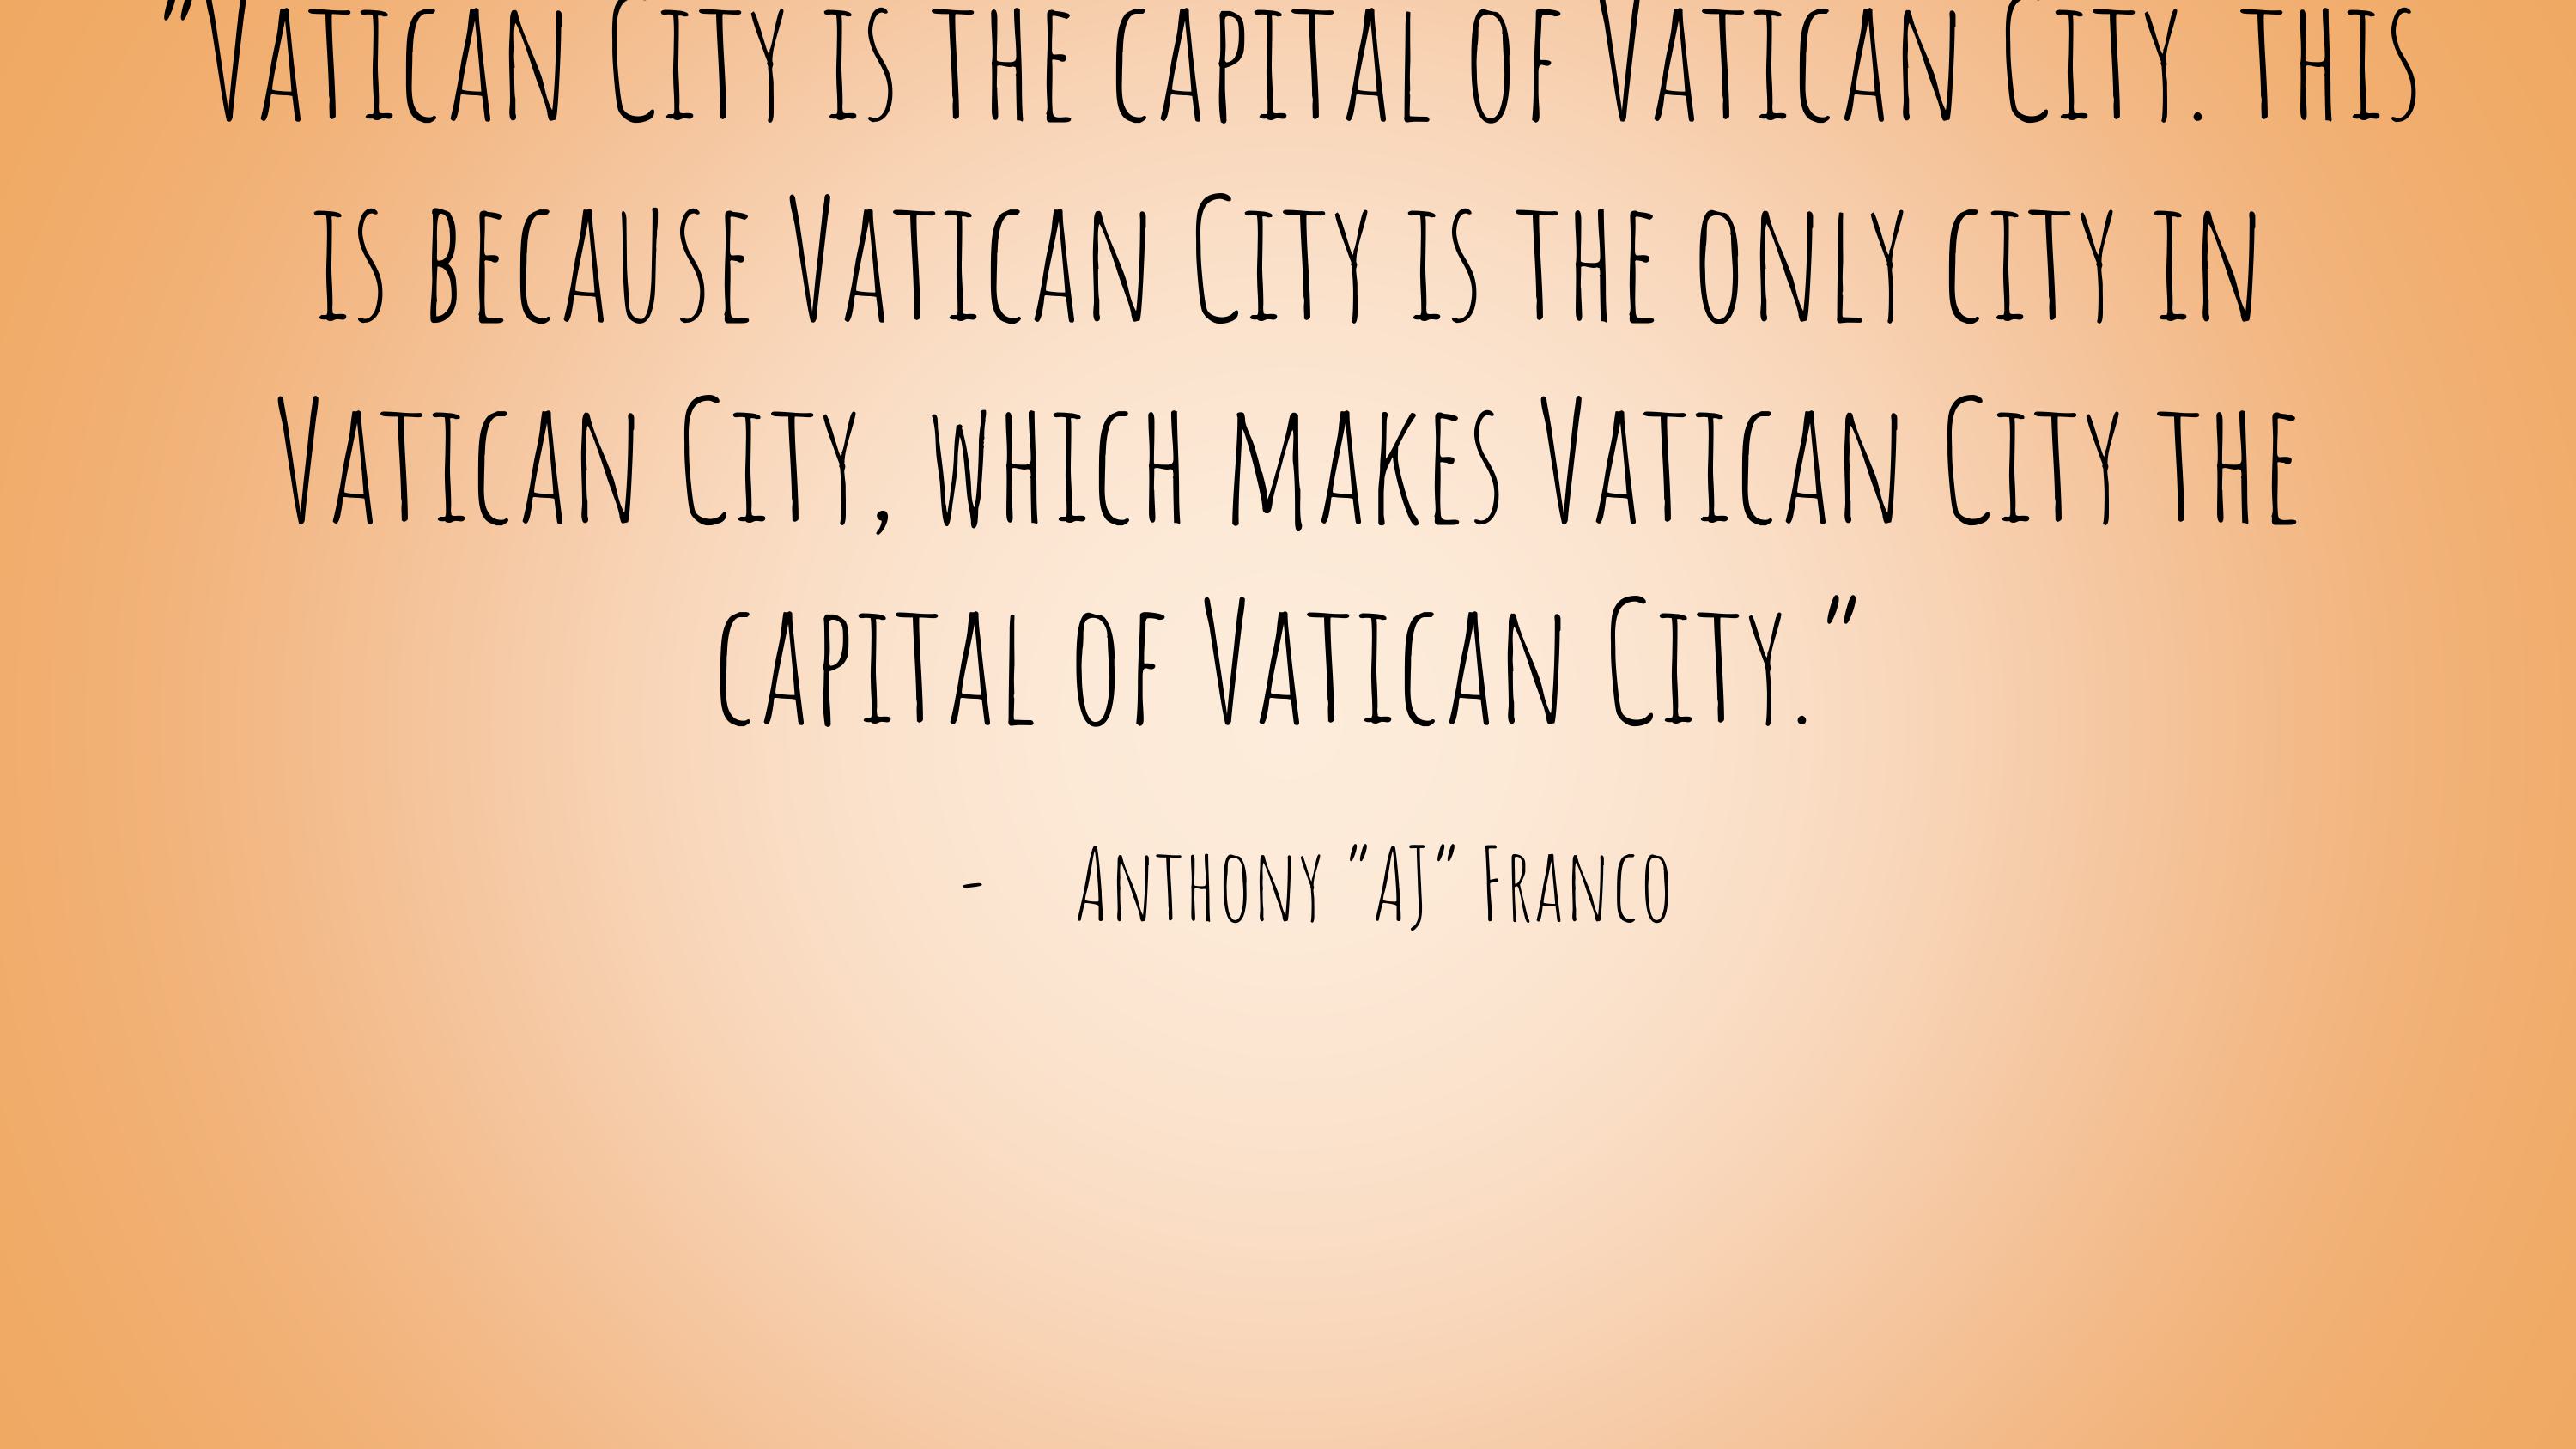 "Vatican City is the capital of Vatican City. this
is because Vatican City is the only city in
Vatican City, which makes Vatican City the
capital of Vatican City.”
- Anthony "AJ" Franco